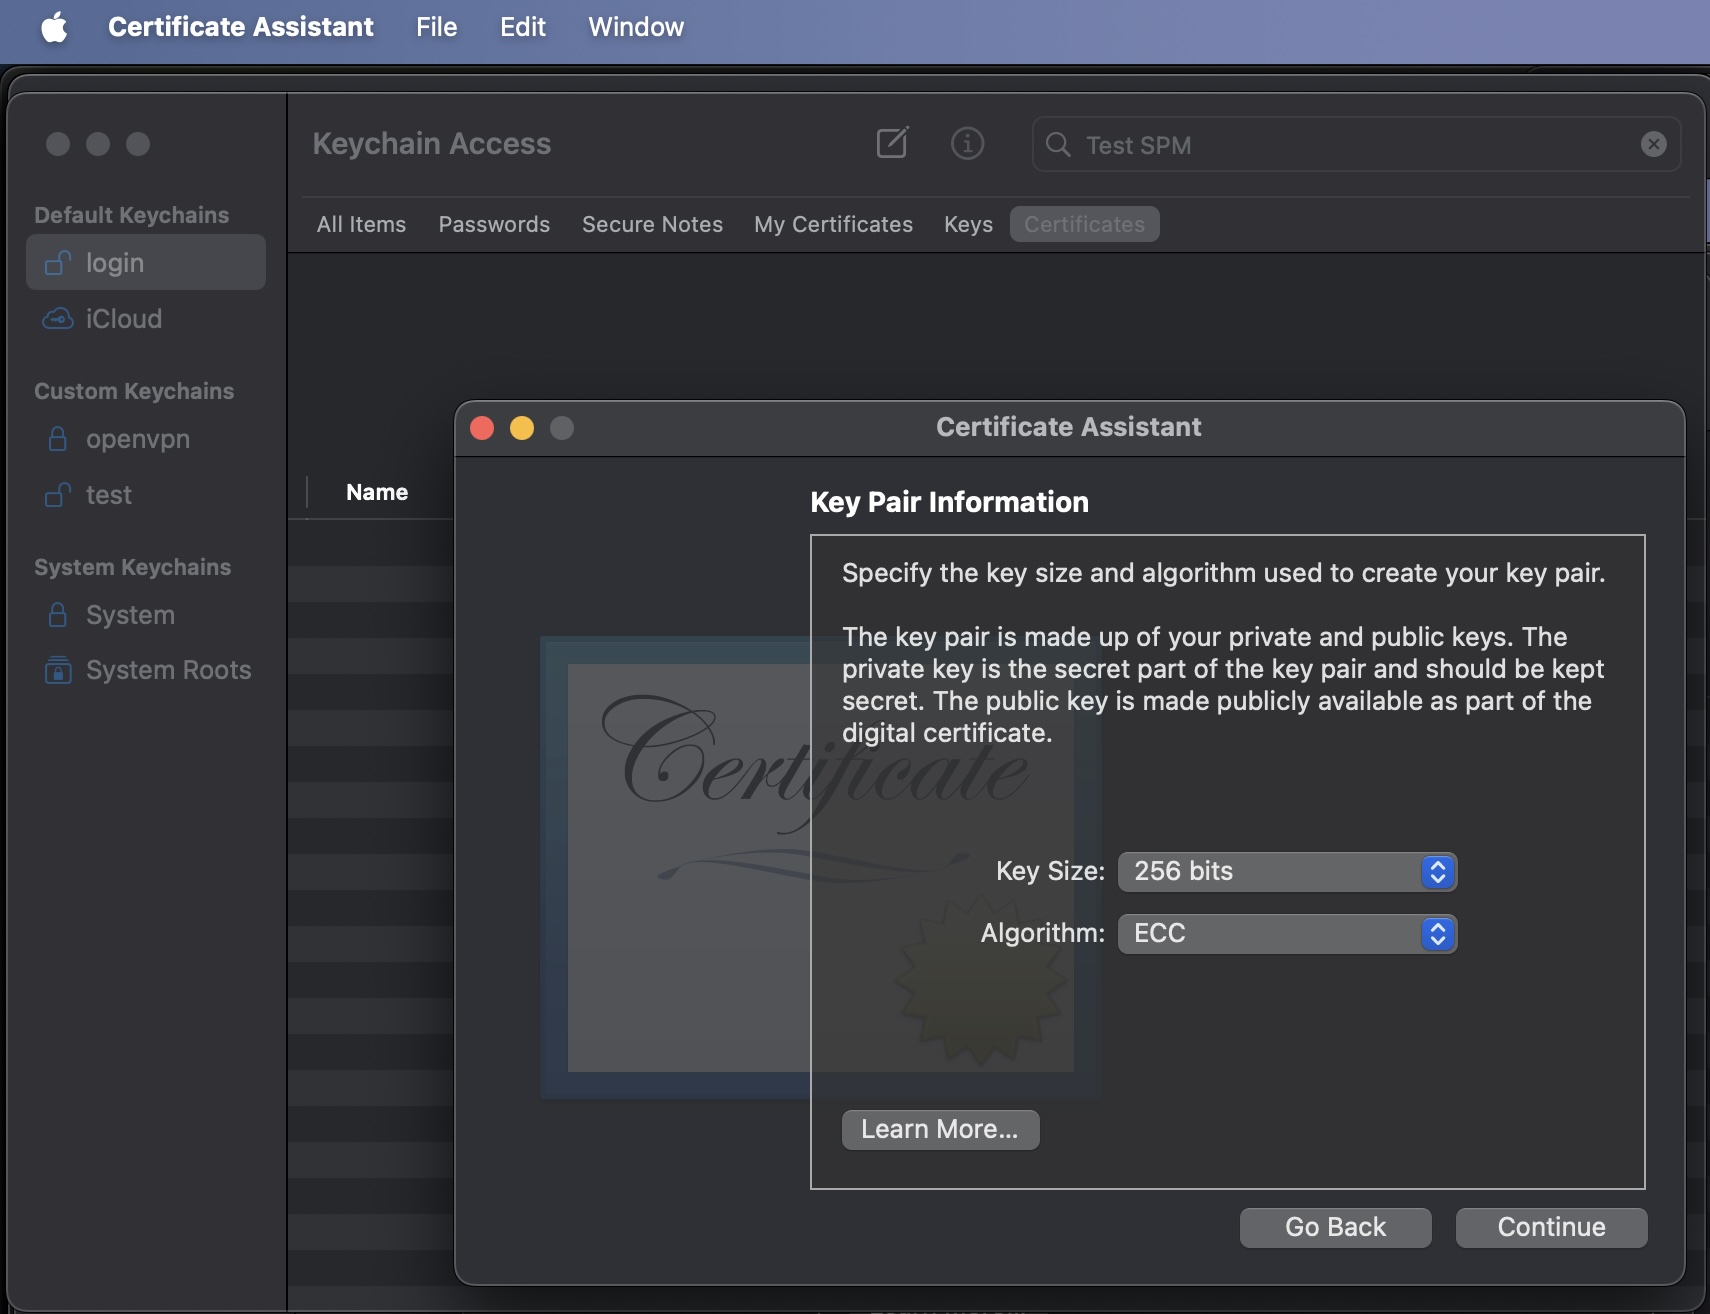 Certificate Assistant File Edit Window
Keychain Access
Test SPM
All Items Passwords Secure Notes My Certificates Keys Certificates
Default Keychains
login
iCloud
Custom Keychains
openvpn
test
System Keychains
System
System Roots
Name
Certificate Assistant
Key Pair Information
Specify the key size and algorithm used to create your key pair.
The key pair is made up of your private and public keys. The
private key is the secret part of the key pair and should be kept
secret. The public key is made publicly available as part of the
digital certificate.
Certificate
Key Size: 256 bits
Algorithm: ECC
Learn More...
Go Back Continue